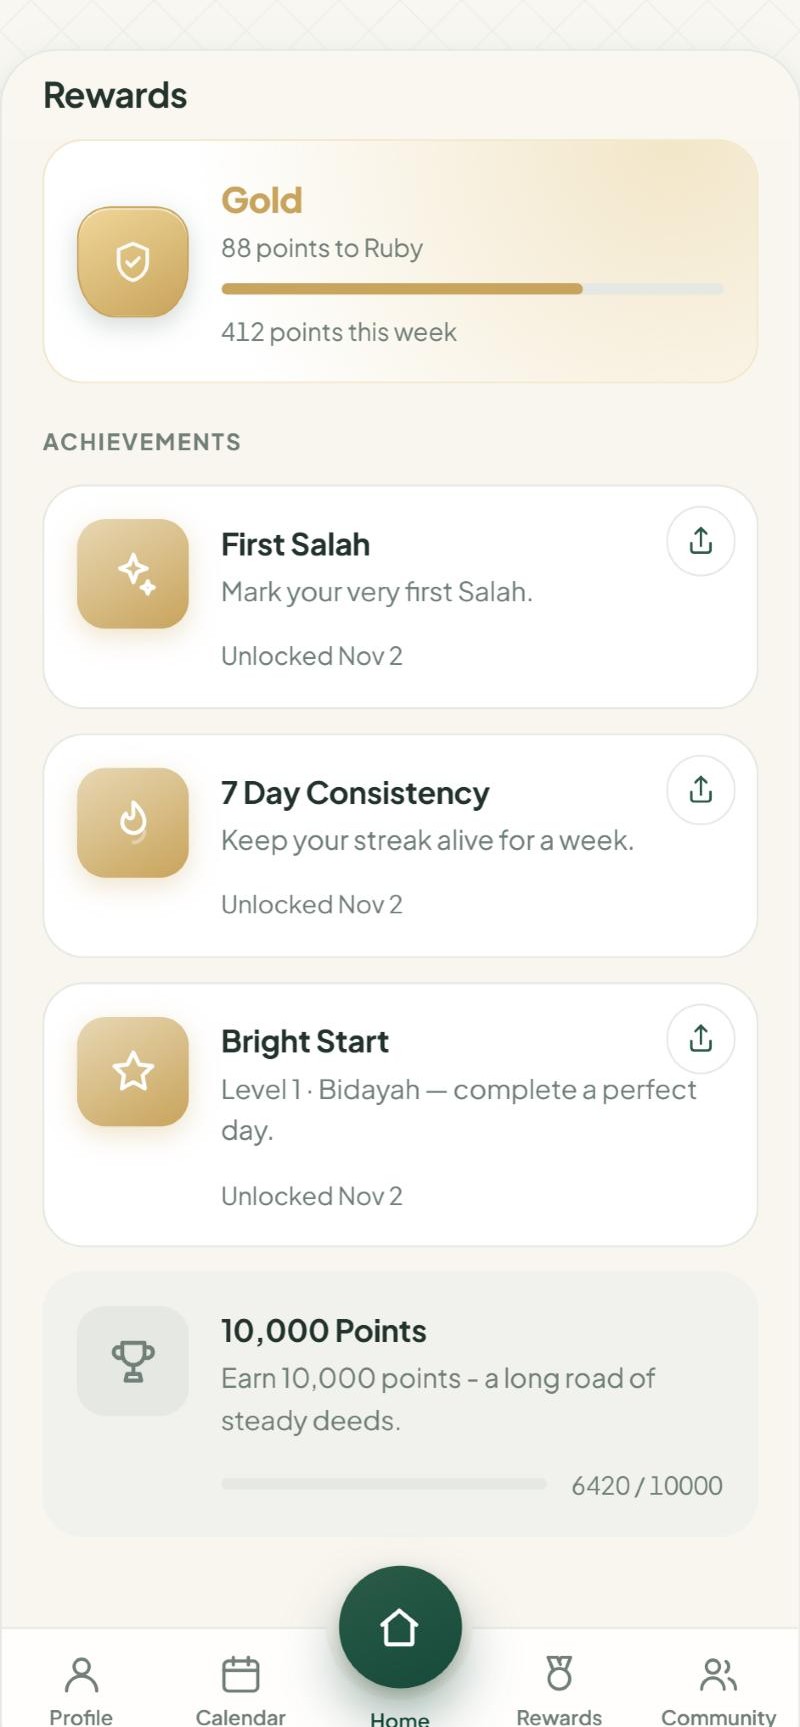 Rewards
Gold
88 points to Ruby
412 points this week
ACHIEVEMENTS
First Salah
Mark your very first Salah.
Unlocked Nov 2
7 Day Consistency
Keep your streak alive for a week.
Unlocked Nov 2
Bright Start
Level 1 · Bidayah — complete a perfect
day.
Unlocked Nov 2
10,000 Points
Earn 10,000 points - a long road of
steady deeds.
6420 / 10000
Profile
Calendar
Home
Rewards
Community